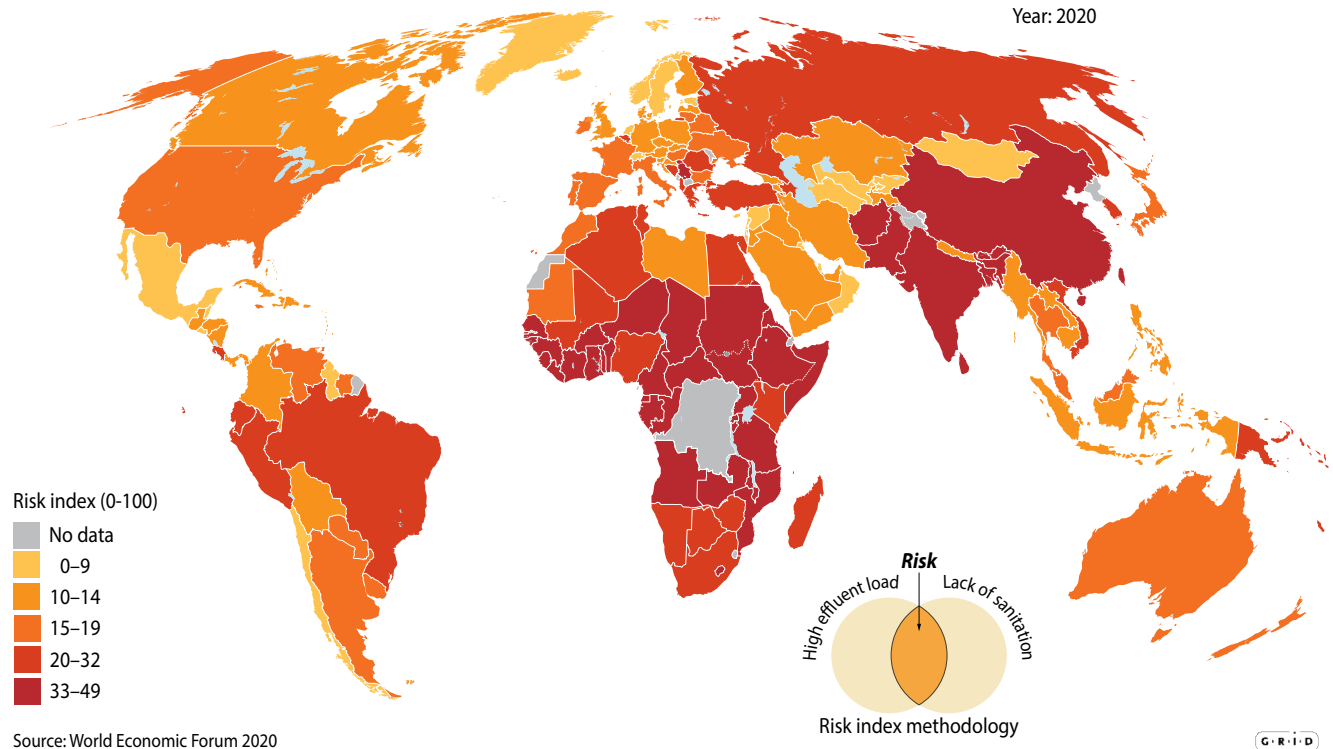 Year: 2020
Risk index (0-100)
No data
0–9
10–14
15–19
20–32
33–49
Risk
High effluent load
Lack of sanitation
Risk index methodology
Source: World Economic Forum 2020
G·R·I·D